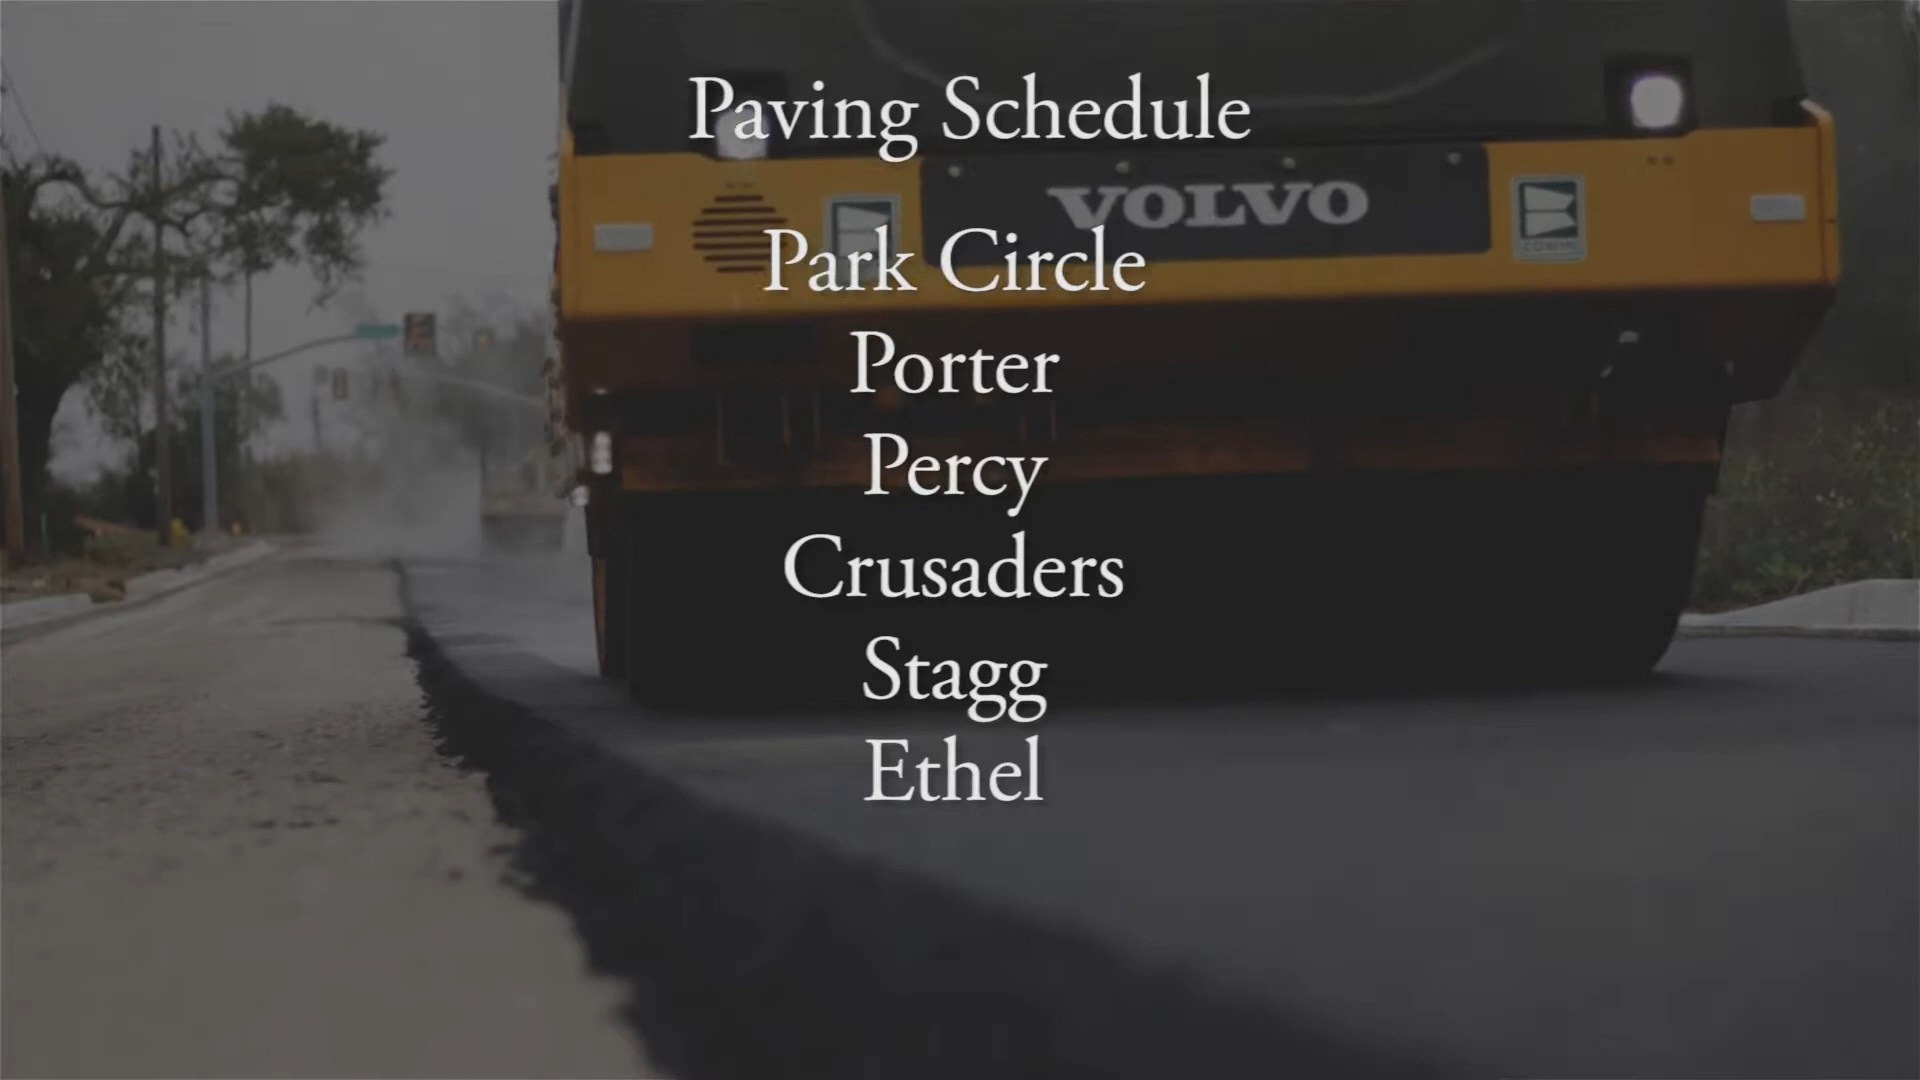 Paving Schedule
VOLVO
Park Circle
Porter
Percy
Crusaders
Stagg
Ethel